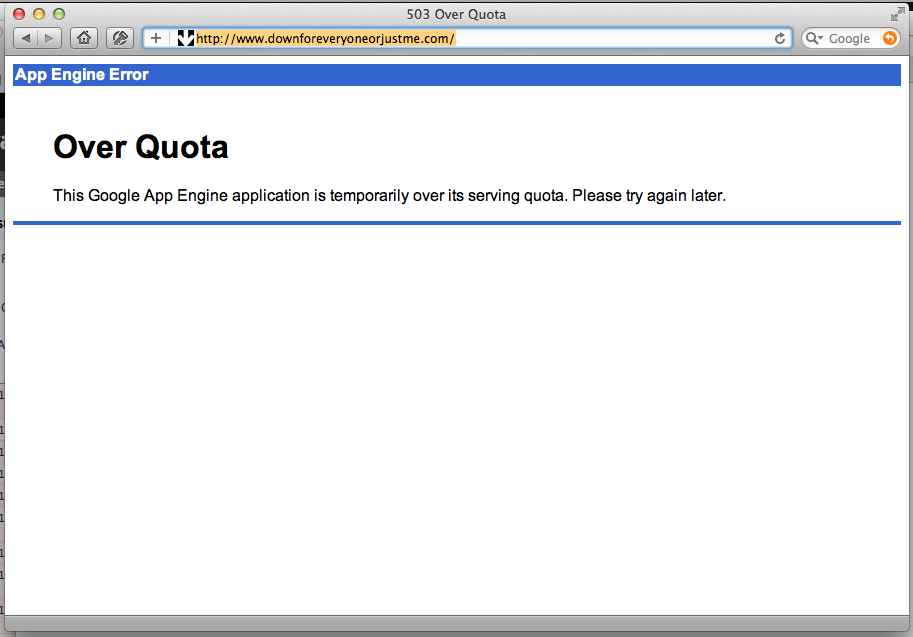 503 Over Quota
http://www.downforeveryoneorjustme.com/
Google
App Engine Error
Over Quota
This Google App Engine application is temporarily over its serving quota. Please try again later.